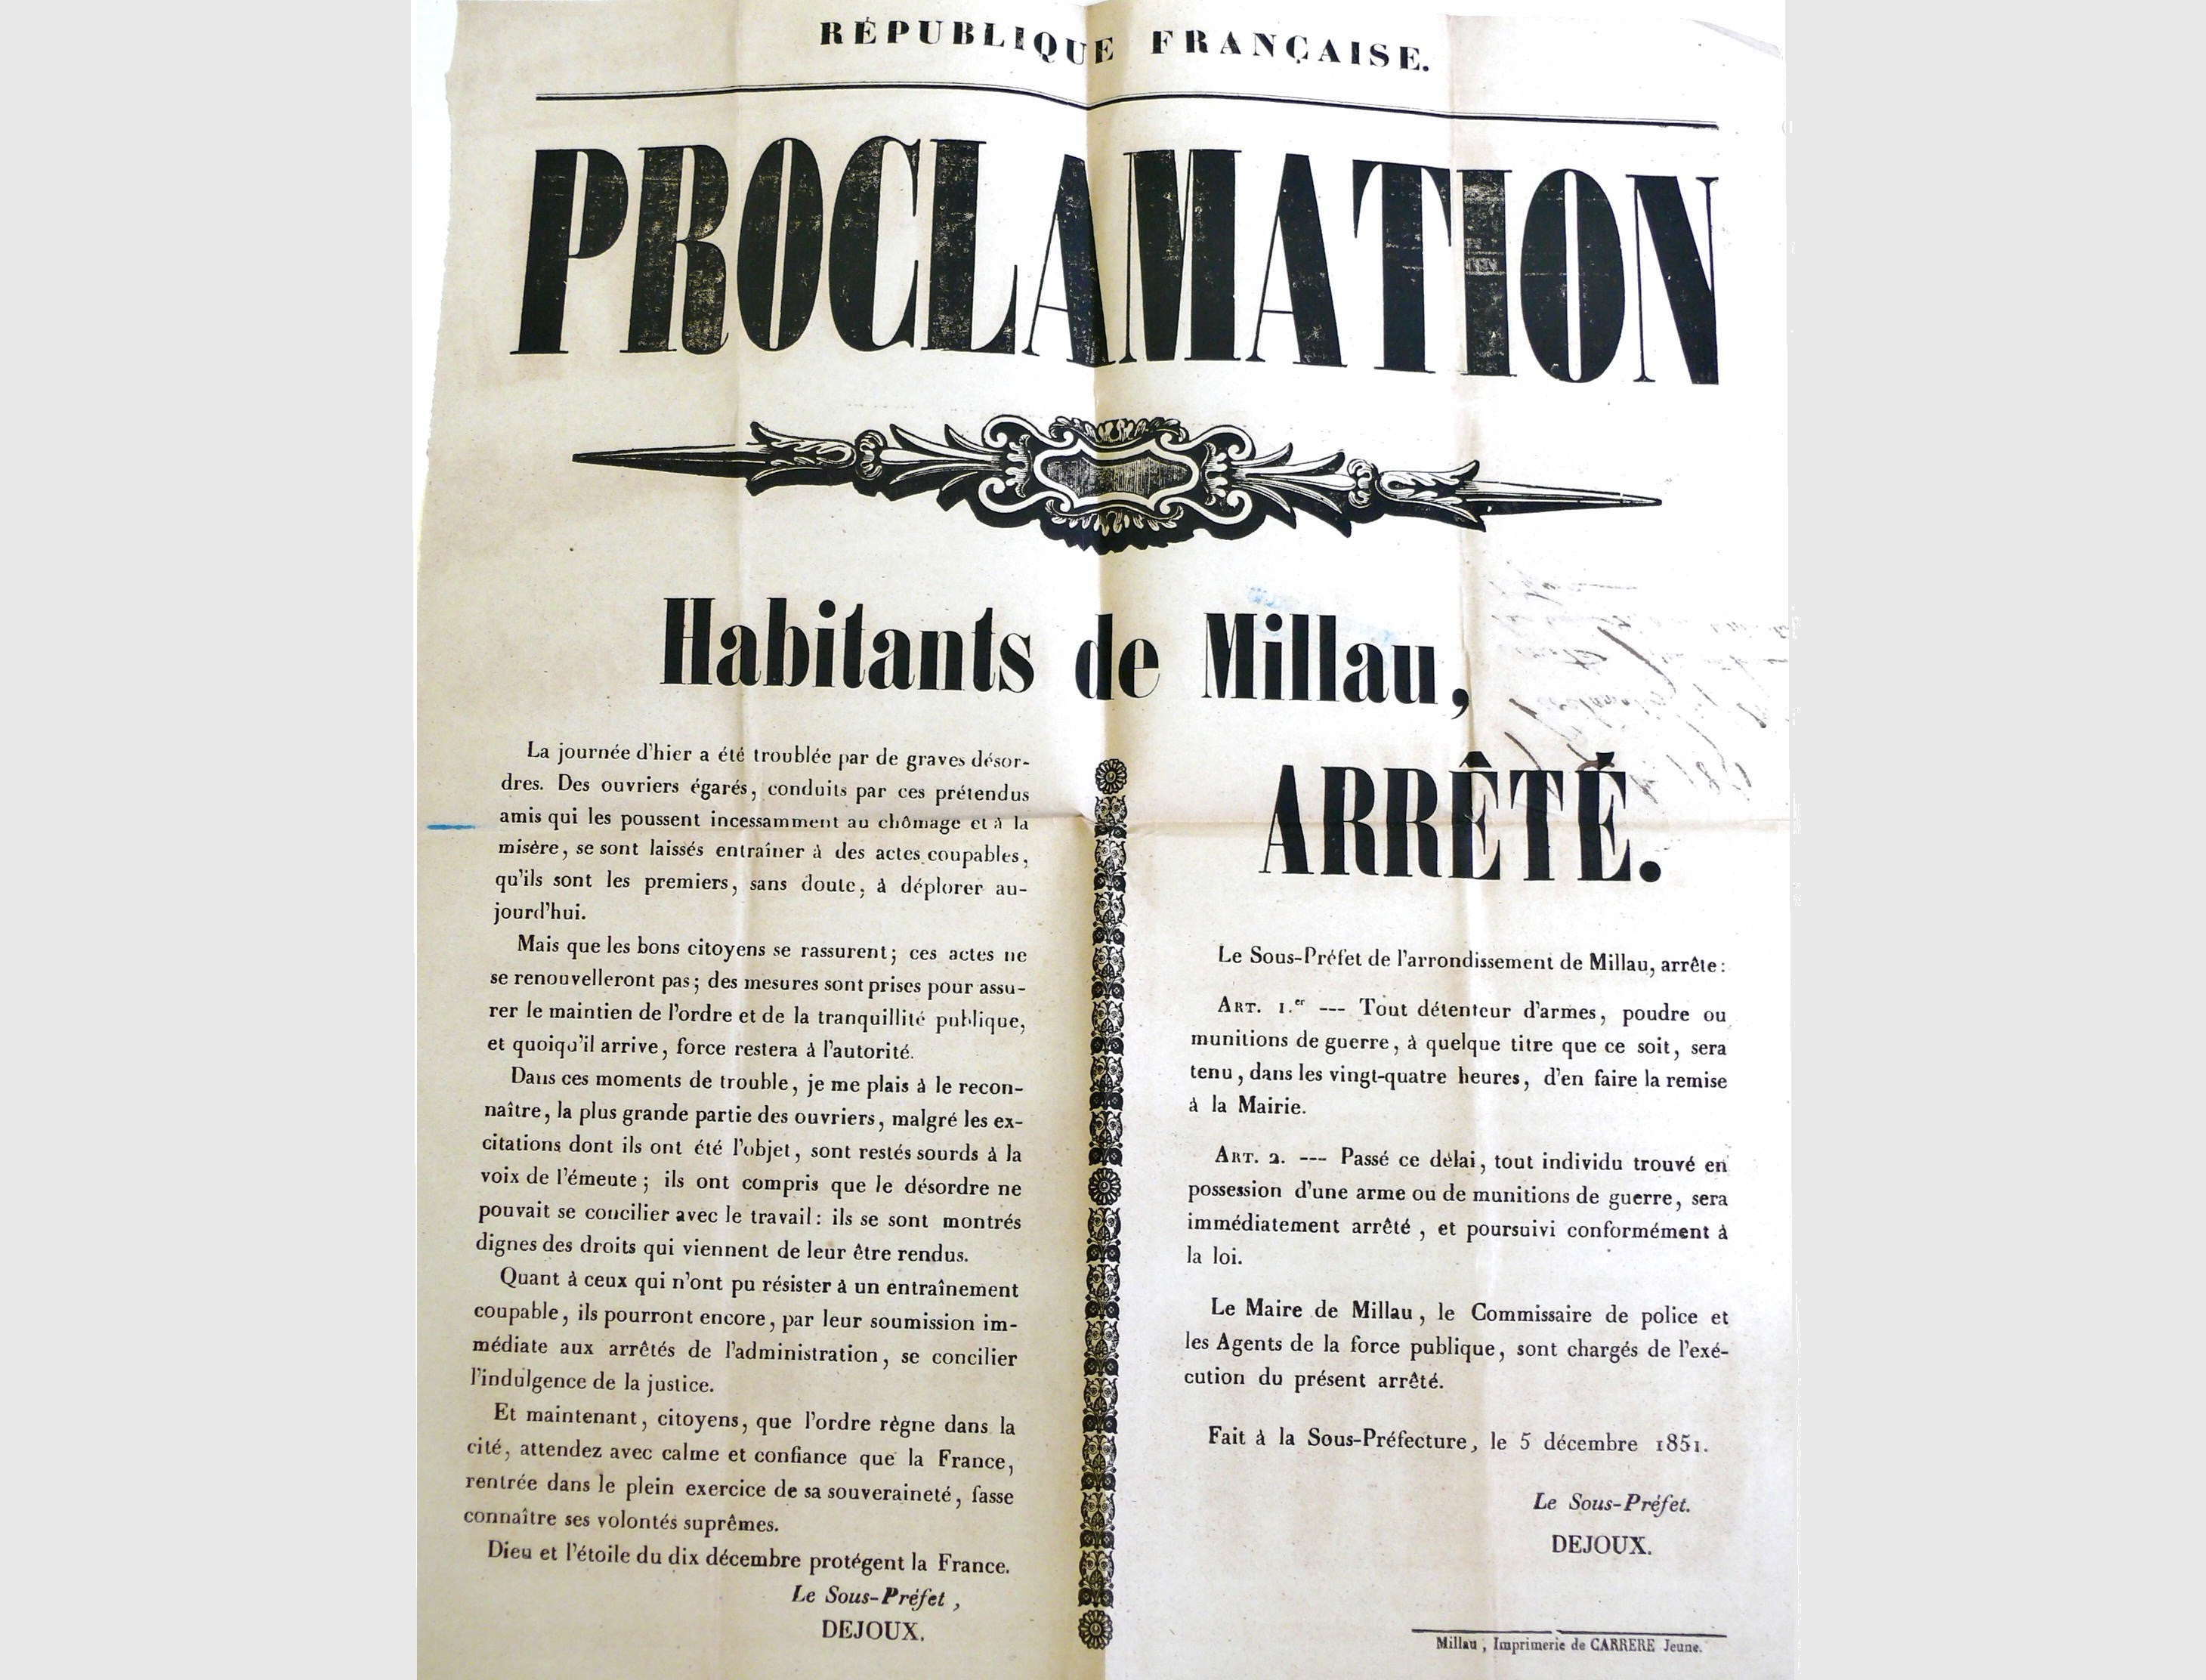 RÉPUBLIQUE FRANÇAISE.
PROCLAMATION
Habitants de Millau,
La journée d'hier a été troublée par de graves désor-
dres. Des ouvriers égarés, conduits par ces prétendus
amis qui les poussent incessamment au chômage et à la
misère, se sont laissés entraîner à des actes coupables,
qu'ils sont les premiers, sans doute, à déplorer au-
jourd'hui.
Mais que les bons citoyens se rassurent; ces actes ne
se renouvelleront pas; des mesures sont prises pour assu-
rer le maintien de l'ordre et de la tranquillité publique,
et quoiqu'il arrive, force restera à l'autorité.
Dans ces moments de trouble, je me plais à le recon-
naître, la plus grande partie des ouvriers, malgré les ex-
citations dont ils ont été l'objet, sont restés sourds à la
voix de l'émeute; ils ont compris que le désordre ne
pouvait se concilier avec le travail: ils se sont montrés
dignes des droits qui viennent de leur être rendus.
Quant à ceux qui n'ont pu résister à un entraînement
coupable, ils pourront encore, par leur soumission im-
médiate aux arrêtés de l'administration, se concilier
l'indulgence de la justice.
Et maintenant, citoyens, que l'ordre règne dans la
cité, attendez avec calme et confiance que la France,
rentrée dans le plein exercice de sa souveraineté, fasse
connaître ses volontés suprêmes.
Dieu et l'étoile du dix décembre protégent la France.
Le Sous-Préfet,
DEJOUX.
ARRÊTÉ.
Le Sous-Préfet de l'arrondissement de Millau, arrête:
ART. 1.er --- Tout détenteur d'armes, poudre ou
munitions de guerre, à quelque titre que ce soit, sera
tenu, dans les vingt-quatre heures, d'en faire la remise
à la Mairie.
ART. 2. --- Passé ce délai, tout individu trouvé en
possession d'une arme ou de munitions de guerre, sera
immédiatement arrêté, et poursuivi conformément à
la loi.
Le Maire de Millau, le Commissaire de police et
les Agents de la force publique, sont chargés de l'exé-
cution du présent arrêté.
Fait à la Sous-Préfecture, le 5 décembre 1851.
Le Sous-Préfet.
DEJOUX.
Millau, Imprimerie de CARRERE Jeune.